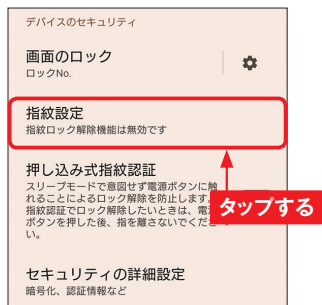 デバイスのセキュリティ
画面のロック
ロックNo.
指紋設定
指紋ロック解除機能は無効です
押し込み式指紋認証
スリープモードで意図せず電源ボタンに触
れることによるロック解除を防止します。
指紋認証でロック解除したいときは、電
ボタンを押した後、指を離さないでくださ
い。
タップする
セキュリティの詳細設定
暗号化、認証情報など